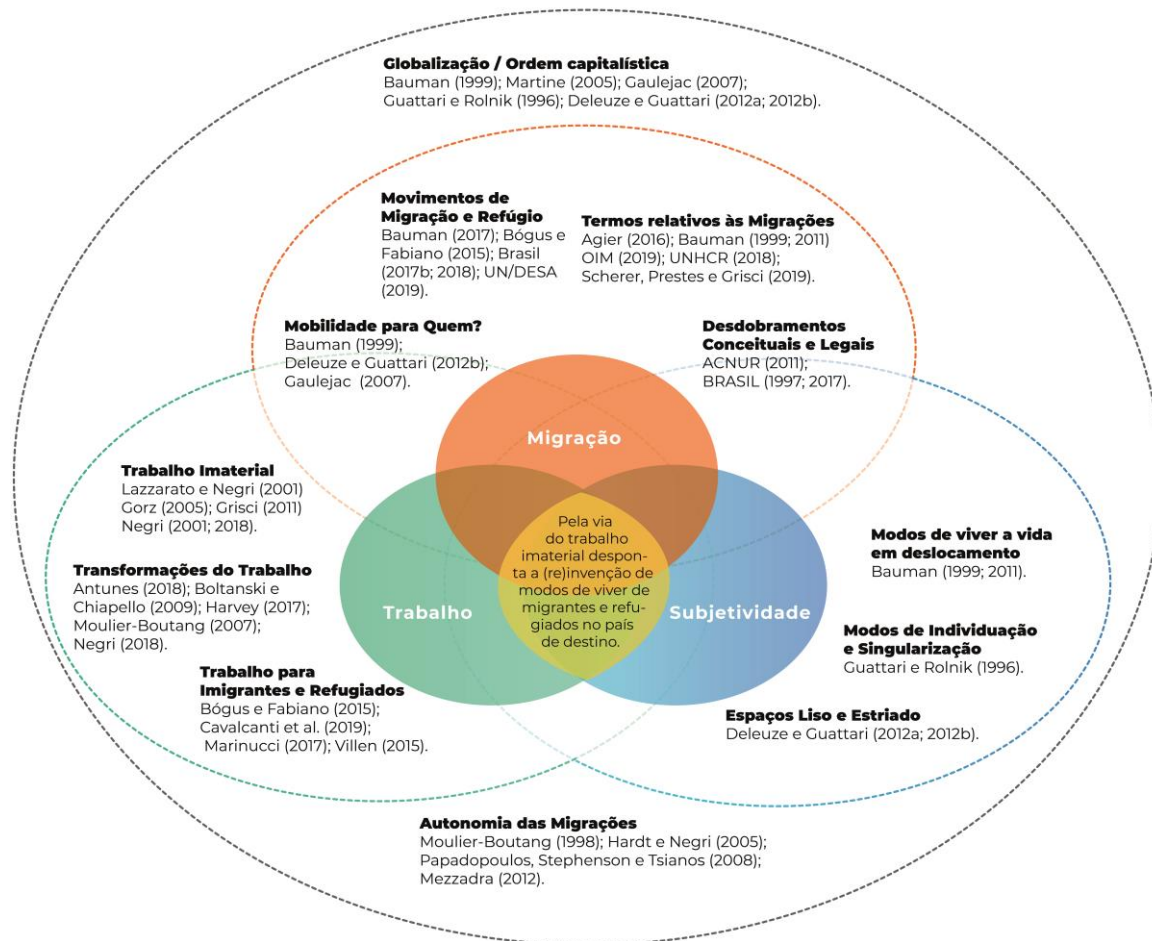 Globalização / Ordem capitalística
Bauman (1999); Martine (2005); Gaulejac (2007);
Guattari e Rolnik (1996); Deleuze e Guattari (2012a; 2012b).
Movimentos de
Migração e Refúgio
Bauman (2017); Bógus e
Fabiano (2015); Brasil
(2017b; 2018); UN/DESA
(2019).
Termos relativos às Migrações
Agier (2016); Bauman (1999; 2011)
OIM (2019); UNHCR (2018);
Scherer, Prestes e Grisci (2019).
Mobilidade para Quem?
Bauman (1999);
Deleuze e Guattari (2012b);
Gaulejac (2007).
Desdobramentos
Conceituais e Legais
ACNUR (2011);
BRASIL (1997; 2017).
Migração
Trabalho Imaterial
Lazzarato e Negri (2001)
Gorz (2005); Grisci (2011)
Negri (2001; 2018).
Transformações do Trabalho
Antunes (2018); Boltanski e
Chiapello (2009); Harvey (2017);
Moulier-Boutang (2007);
Negri (2018).
Trabalho para
Imigrantes e Refugiados
Bógus e Fabiano (2015);
Cavalcanti et al. (2019);
Marinucci (2017); Villen (2015).
Trabalho
Pela via
do trabalho
imaterial despon-
ta a (re)invenção de
modos de viver de
migrantes e refu-
giados no país
de destino.
Subjetividade
Modos de viver a vida
em deslocamento
Bauman (1999; 2011).
Modos de Individuação
e Singularização
Guattari e Rolnik (1996).
Espaços Liso e Estriado
Deleuze e Guattari (2012a; 2012b).
Autonomia das Migrações
Moulier-Boutang (1998); Hardt e Negri (2005);
Papadopoulos, Stephenson e Tsianos (2008);
Mezzadra (2012).